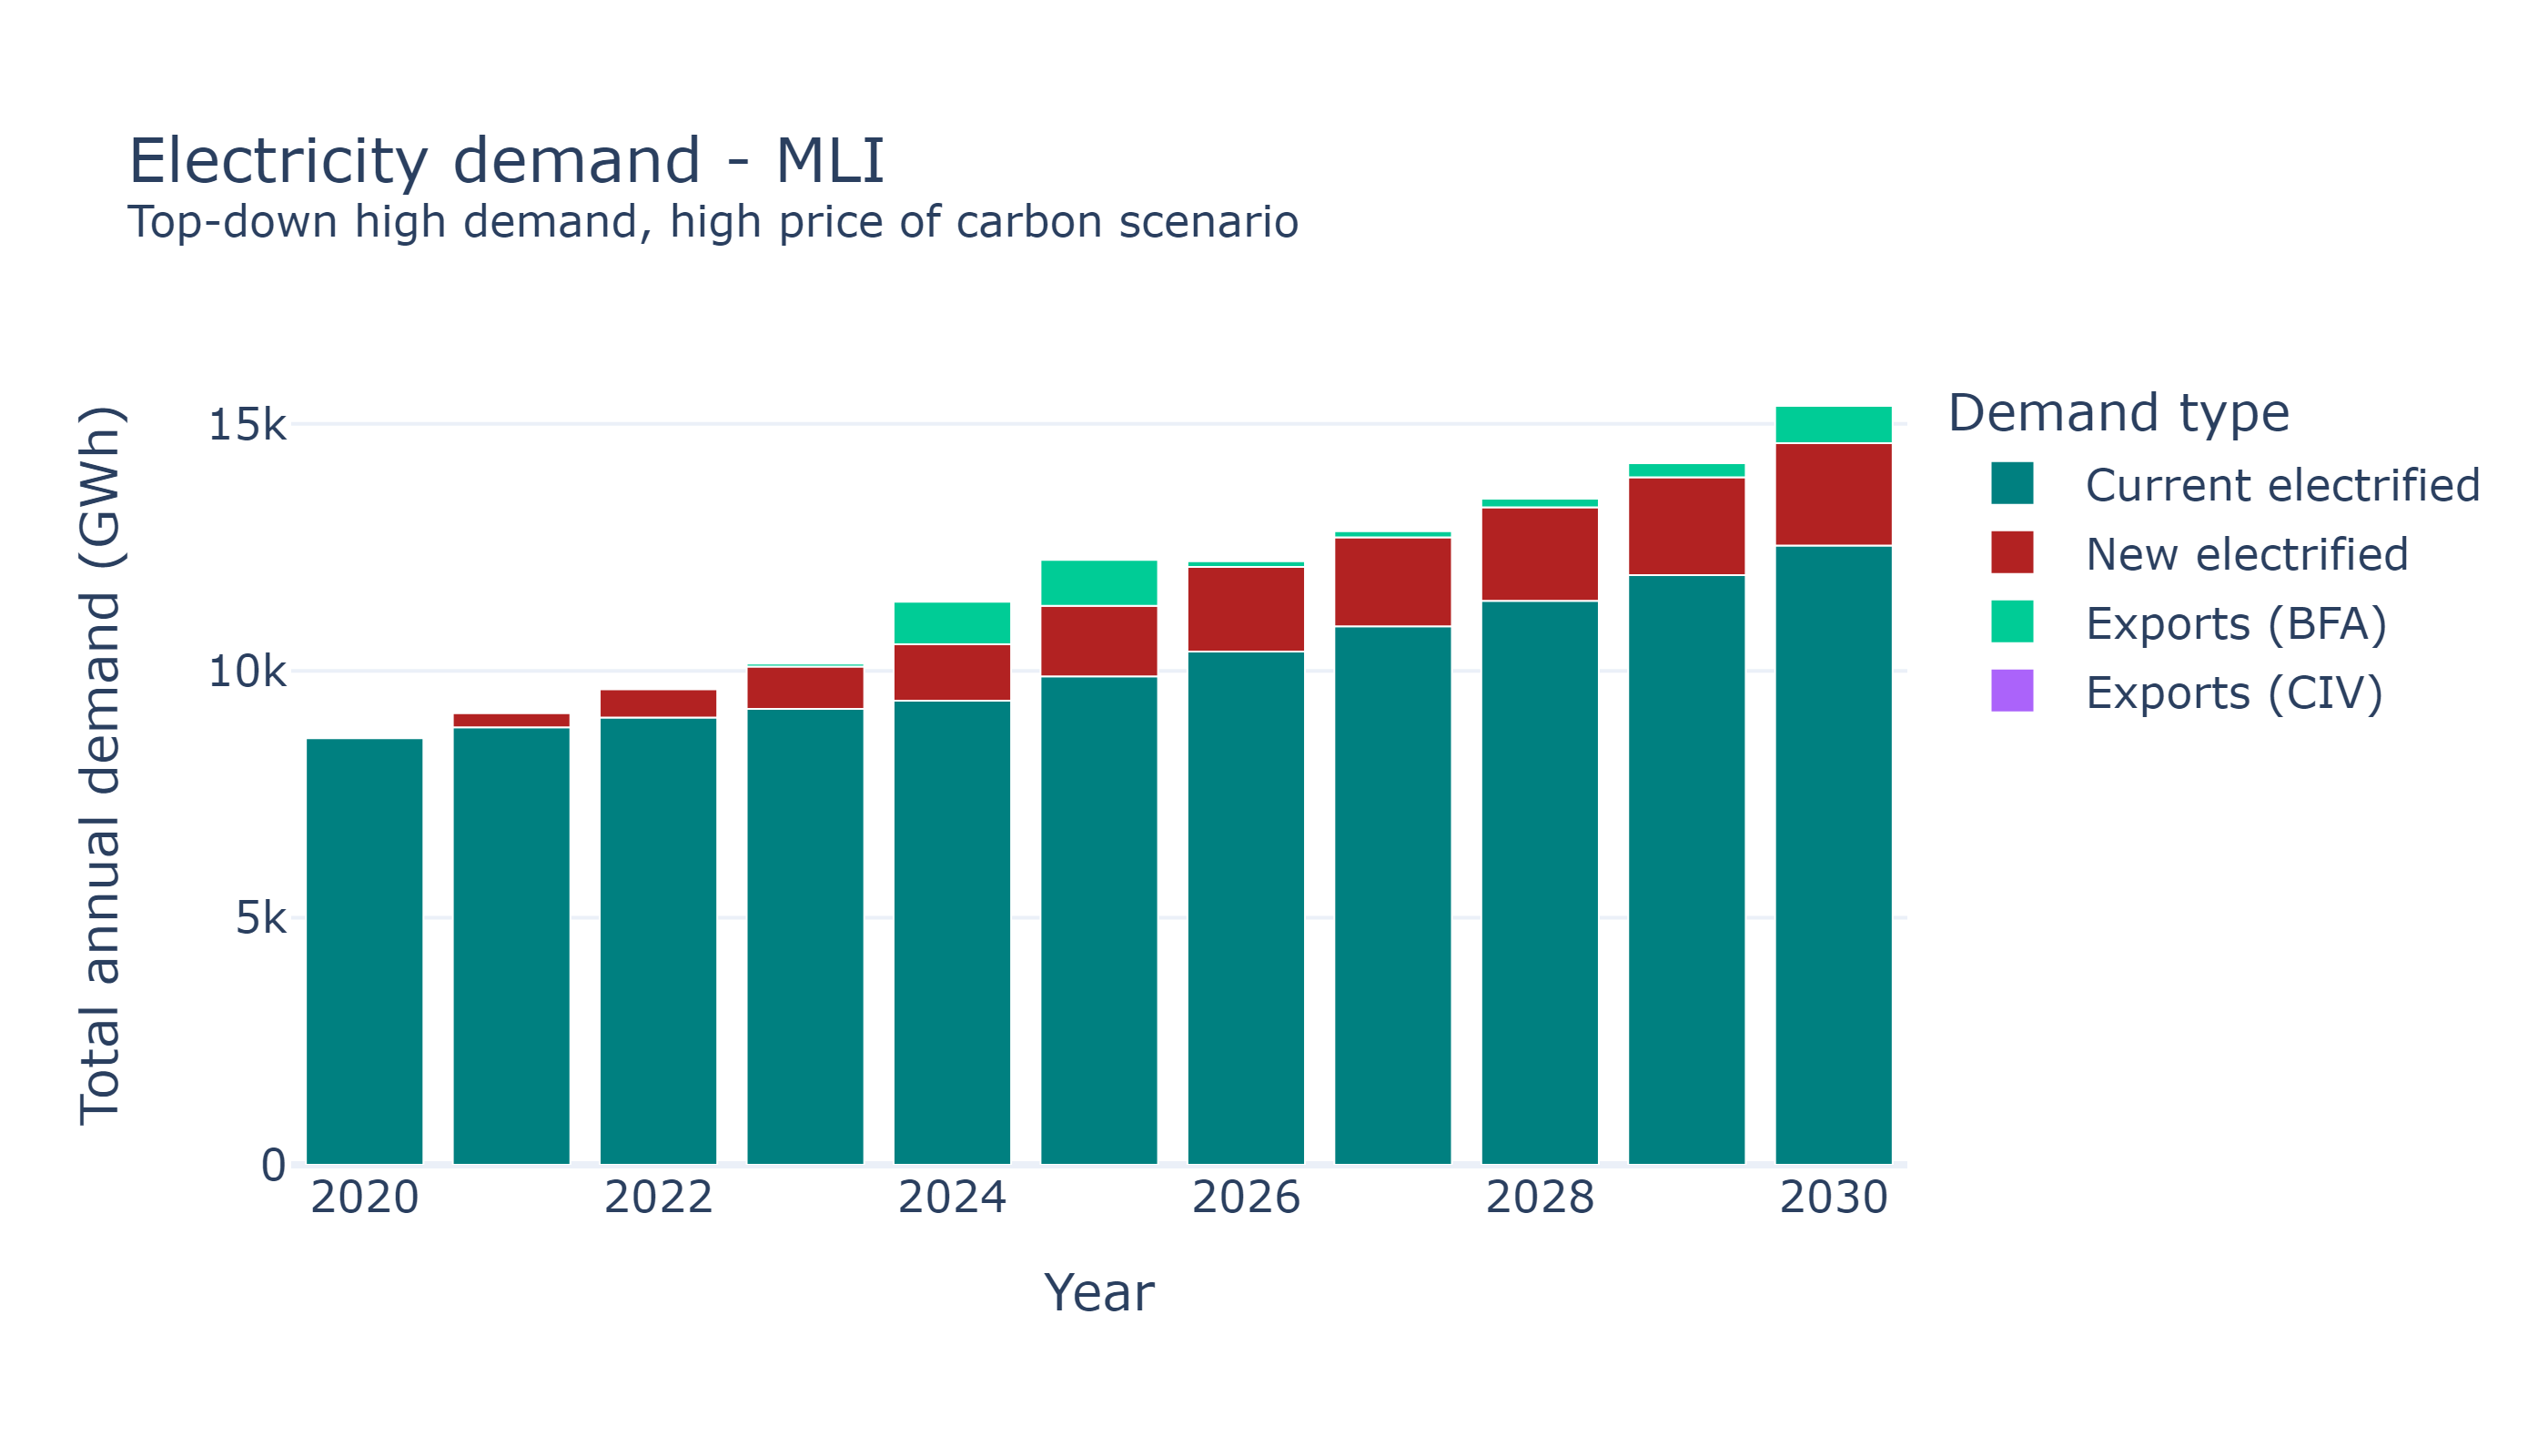 Electricity demand - MLI
Top-down high demand, high price of carbon scenario
Total annual demand (GWh)
15k
10k
5k
0
2020
2022
2024
2026
2028
2030
Year
Demand type
Current electrified
New electrified
Exports (BFA)
Exports (CIV)